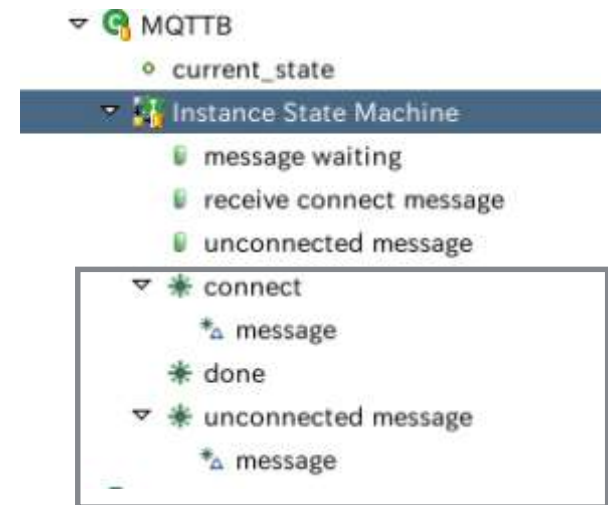 MQTTB
current_state
Instance State Machine
message waiting
receive connect message
unconnected message
connect
message
done
unconnected message
message